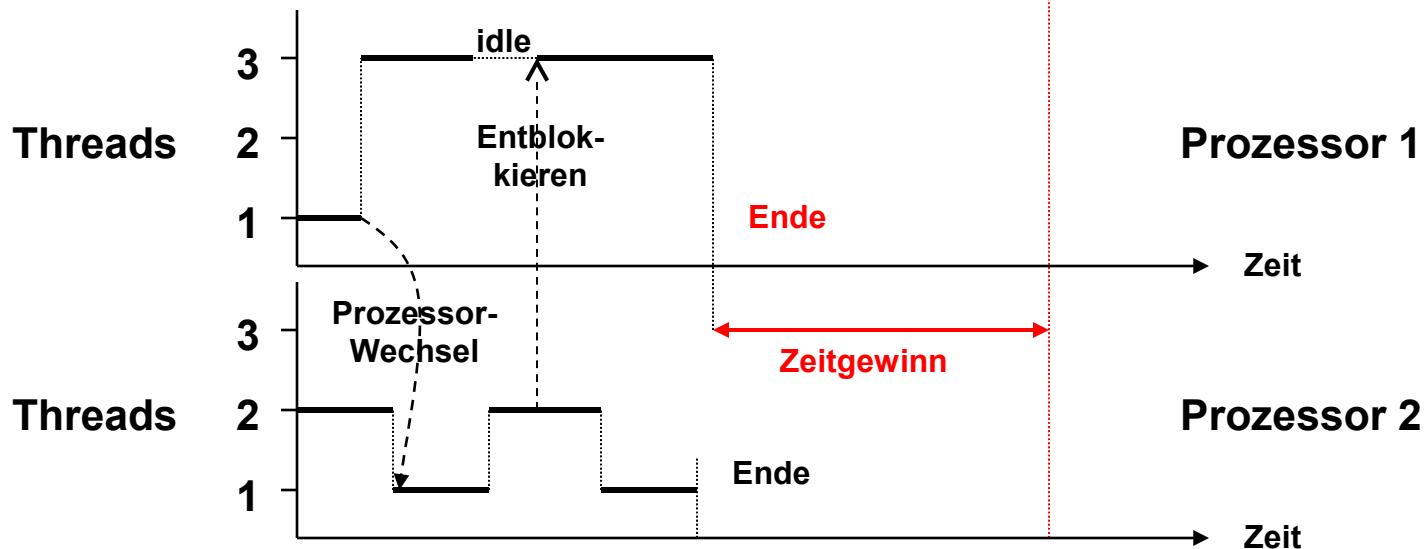 idle
3
Threads
2
Entblok-
kieren
Prozessor 1
1
Ende
Zeit
Prozessor-
Wechsel
3
Zeitgewinn
Threads
2
Prozessor 2
1
Ende
Zeit